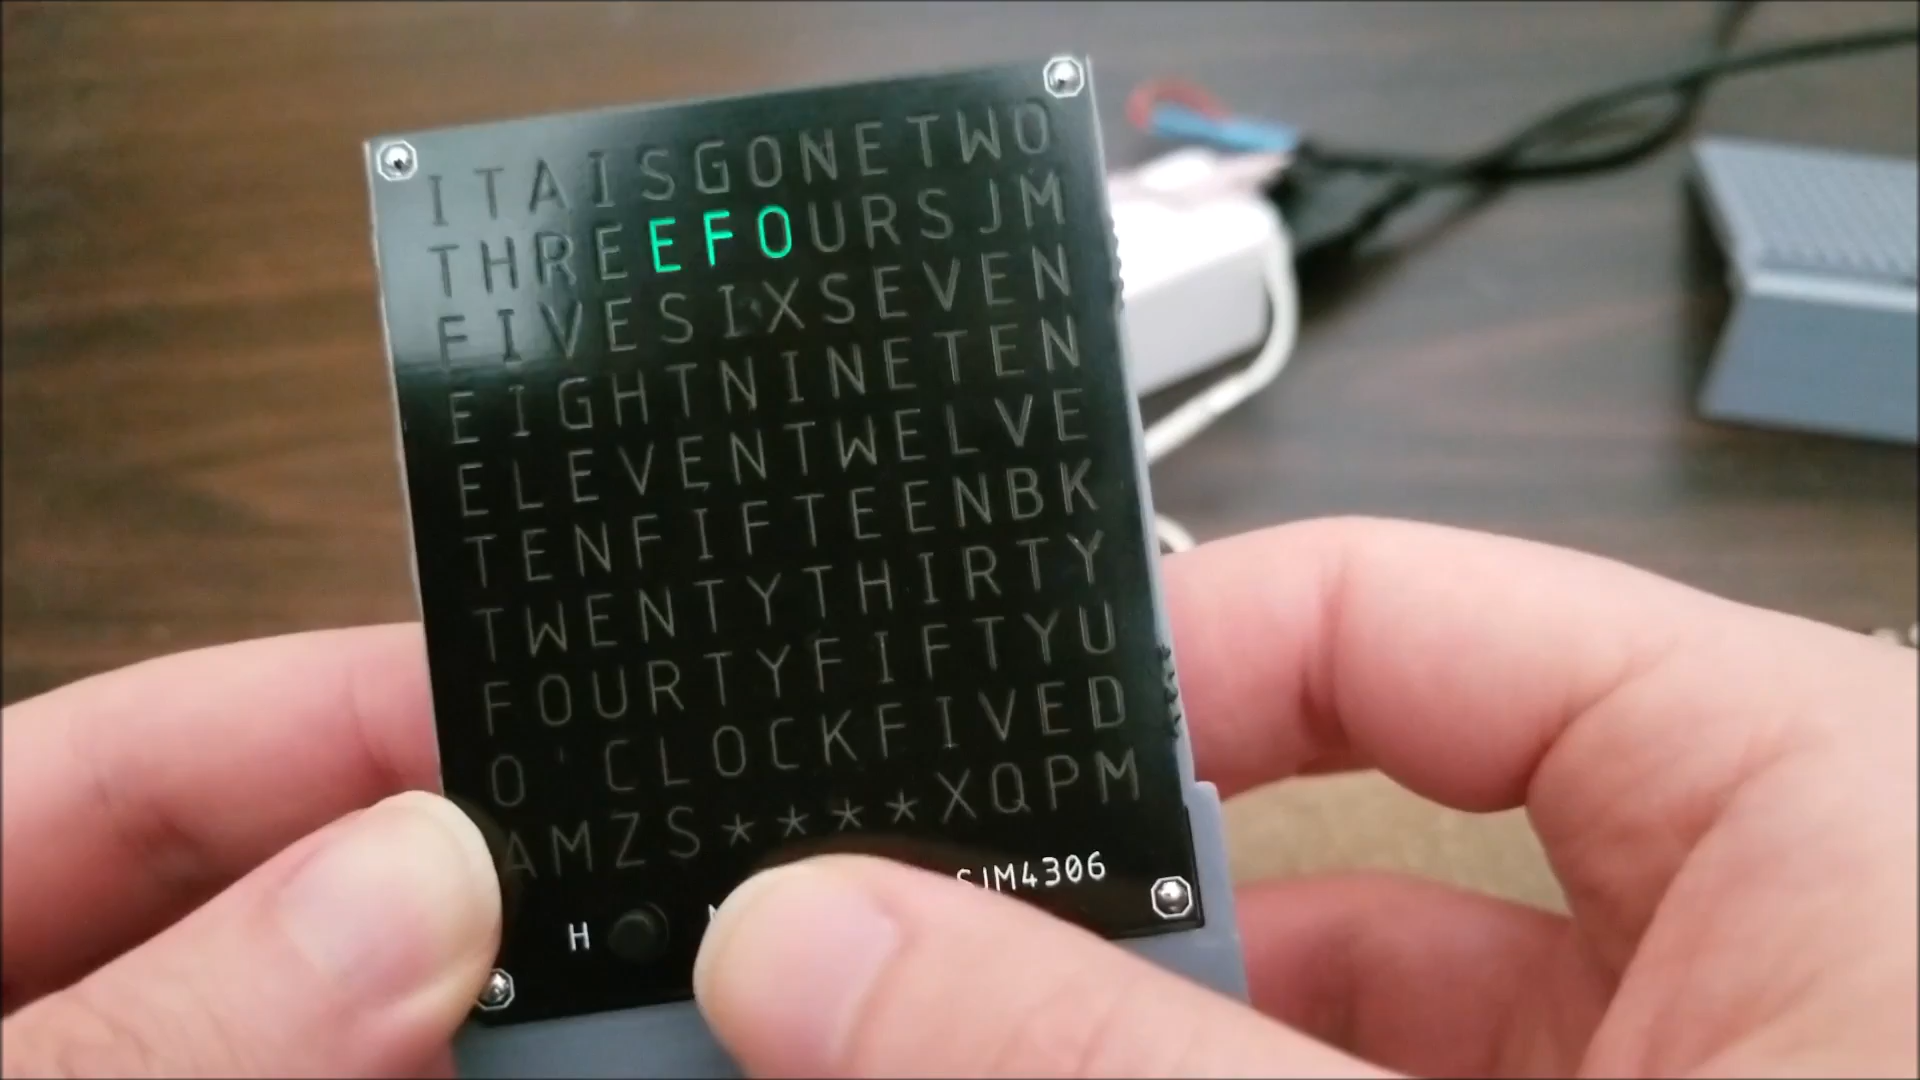 ITAISGONETWO
THREEFOURSJM
FIVESIXSEVEN
EIGHTNINETEN
ELEVENTWELVE
TENFIFTEENBK
TWENTYTHIRTY
FOURTYFIFTYU
O'CLOCKFIVED
AMZS****XQPM
SJM4306
H